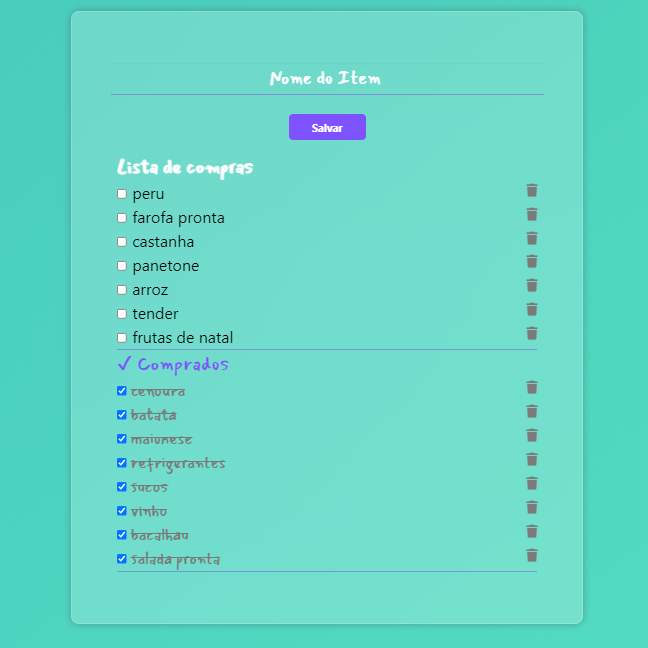 Nome do Item
Salvar
Lista de compras
peru
farofa pronta
castanha
panetone
arroz
tender
frutas de natal
✓ Comprados
cenoura
batata
maionese
refrigerantes
sucos
vinho
bacalhau
salada pronta